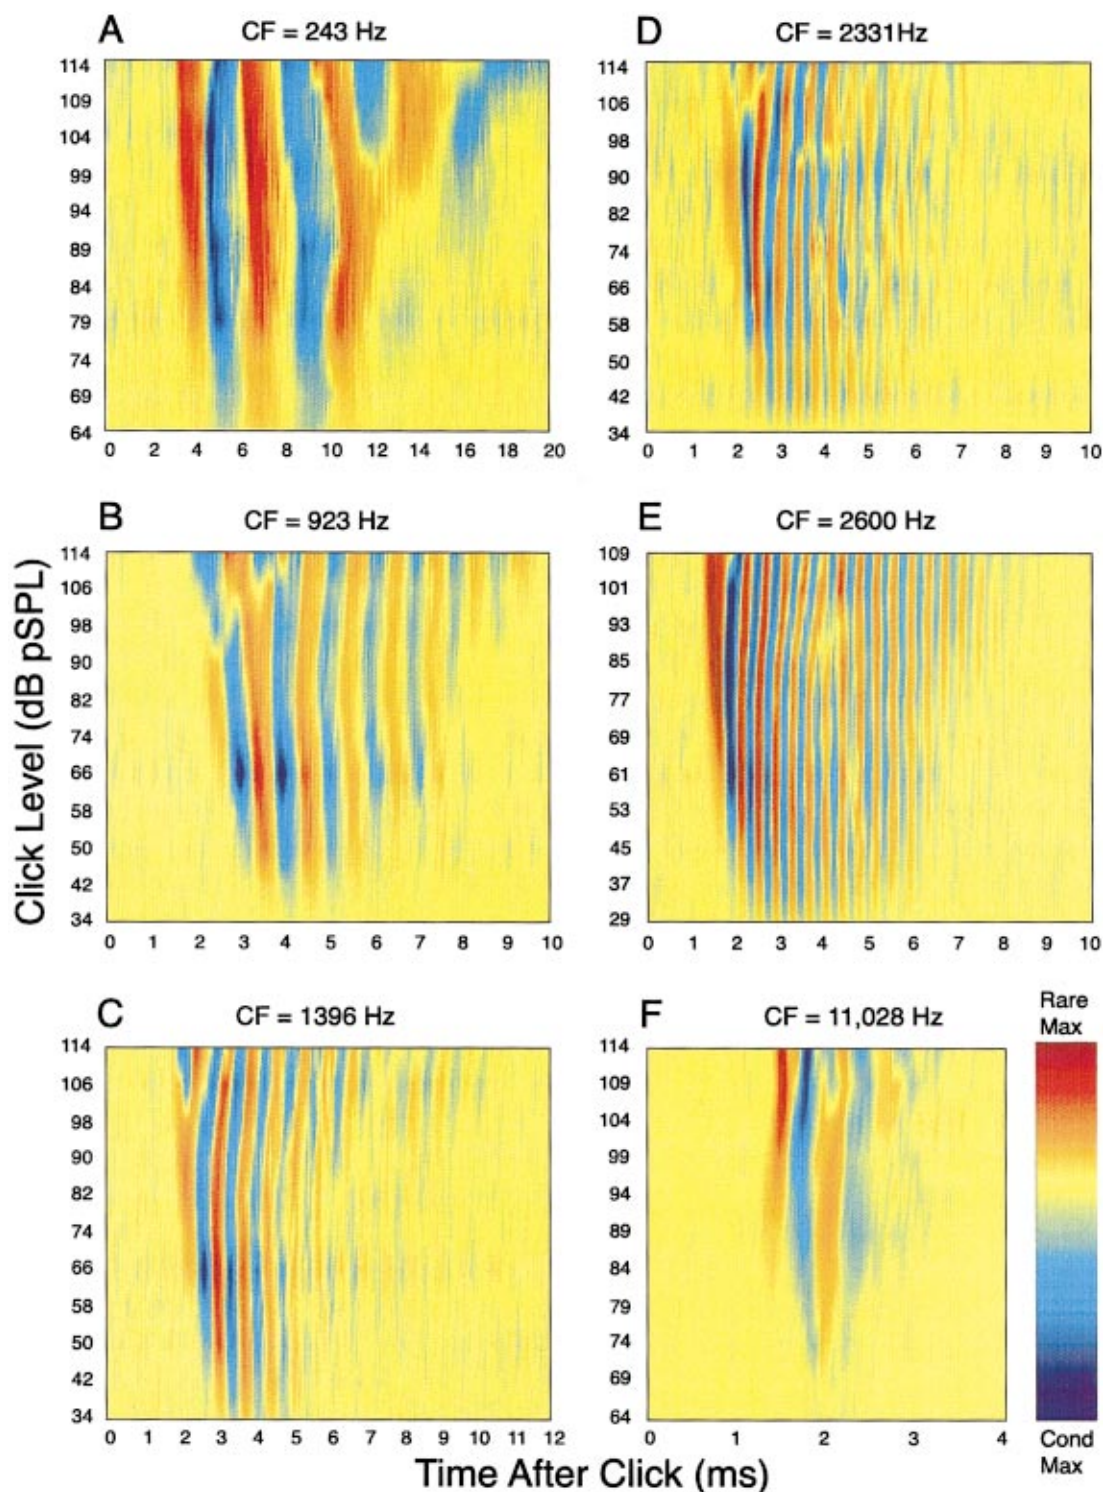 A
CF = 243 Hz
114
109
104
99
94
89
84
79
74
69
64
0 2 4 6 8 10 12 14 16 18 20
D
CF = 2331Hz
114
106
98
90
82
74
66
58
50
42
34
0 1 2 3 4 5 6 7 8 9 10
B
CF = 923 Hz
114
106
98
90
82
74
66
58
50
42
34
0 1 2 3 4 5 6 7 8 9 10
E
CF = 2600 Hz
109
101
93
85
77
69
61
53
45
37
29
0 1 2 3 4 5 6 7 8 9 10
Click Level (dB pSPL)
C
CF = 1396 Hz
114
106
98
90
82
74
66
58
50
42
34
0 1 2 3 4 5 6 7 8 9 10 11 12
F
CF = 11,028 Hz
114
109
104
99
94
89
84
79
74
69
64
0 1 2 3 4
Rare
Max
Cond
Max
Time After Click (ms)